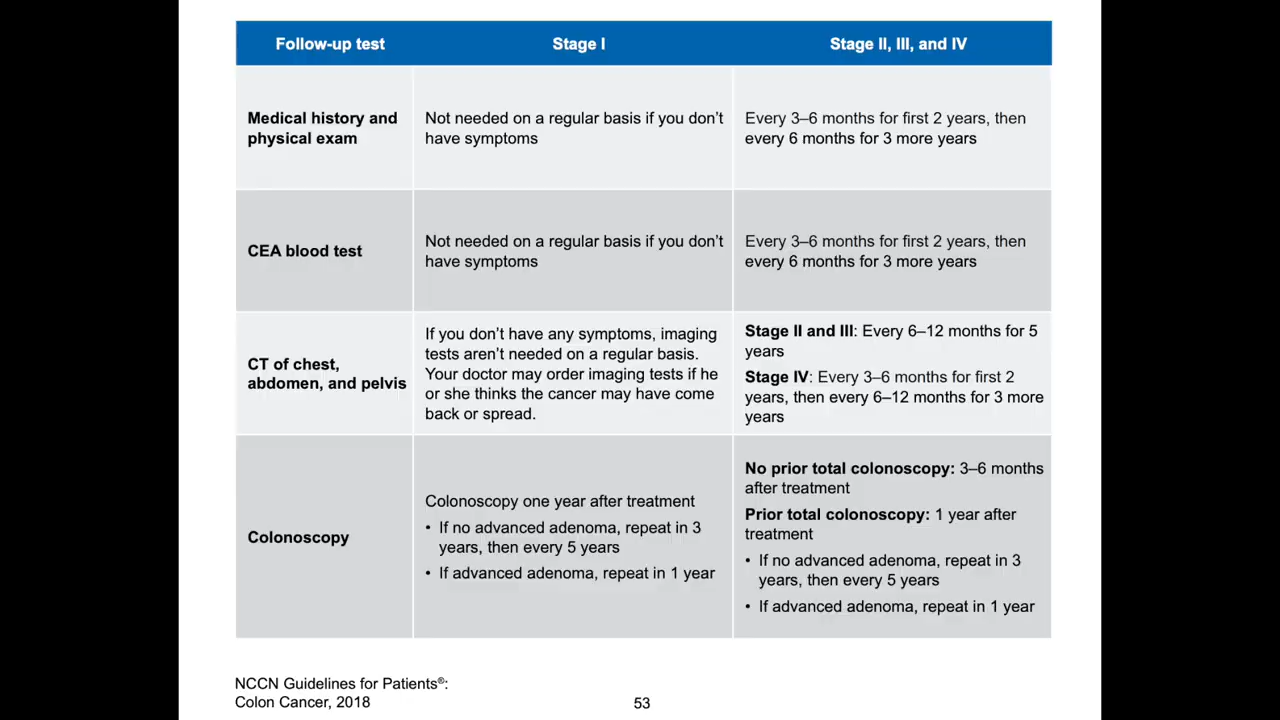 Follow-up test
Stage I
Stage II, III, and IV
Medical history and
physical exam
Not needed on a regular basis if you don't
have symptoms
Every 3–6 months for first 2 years, then
every 6 months for 3 more years
CEA blood test
Not needed on a regular basis if you don't
have symptoms
Every 3–6 months for first 2 years, then
every 6 months for 3 more years
CT of chest,
abdomen, and pelvis
If you don't have any symptoms, imaging
tests aren't needed on a regular basis.
Your doctor may order imaging tests if he
or she thinks the cancer may have come
back or spread.
Stage II and III: Every 6–12 months for 5
years
Stage IV: Every 3–6 months for first 2
years, then every 6–12 months for 3 more
years
Colonoscopy
Colonoscopy one year after treatment
• If no advanced adenoma, repeat in 3
years, then every 5 years
• If advanced adenoma, repeat in 1 year
No prior total colonoscopy: 3–6 months
after treatment
Prior total colonoscopy: 1 year after
treatment
• If no advanced adenoma, repeat in 3
years, then every 5 years
• If advanced adenoma, repeat in 1 year
NCCN Guidelines for Patients®:
Colon Cancer, 2018
53